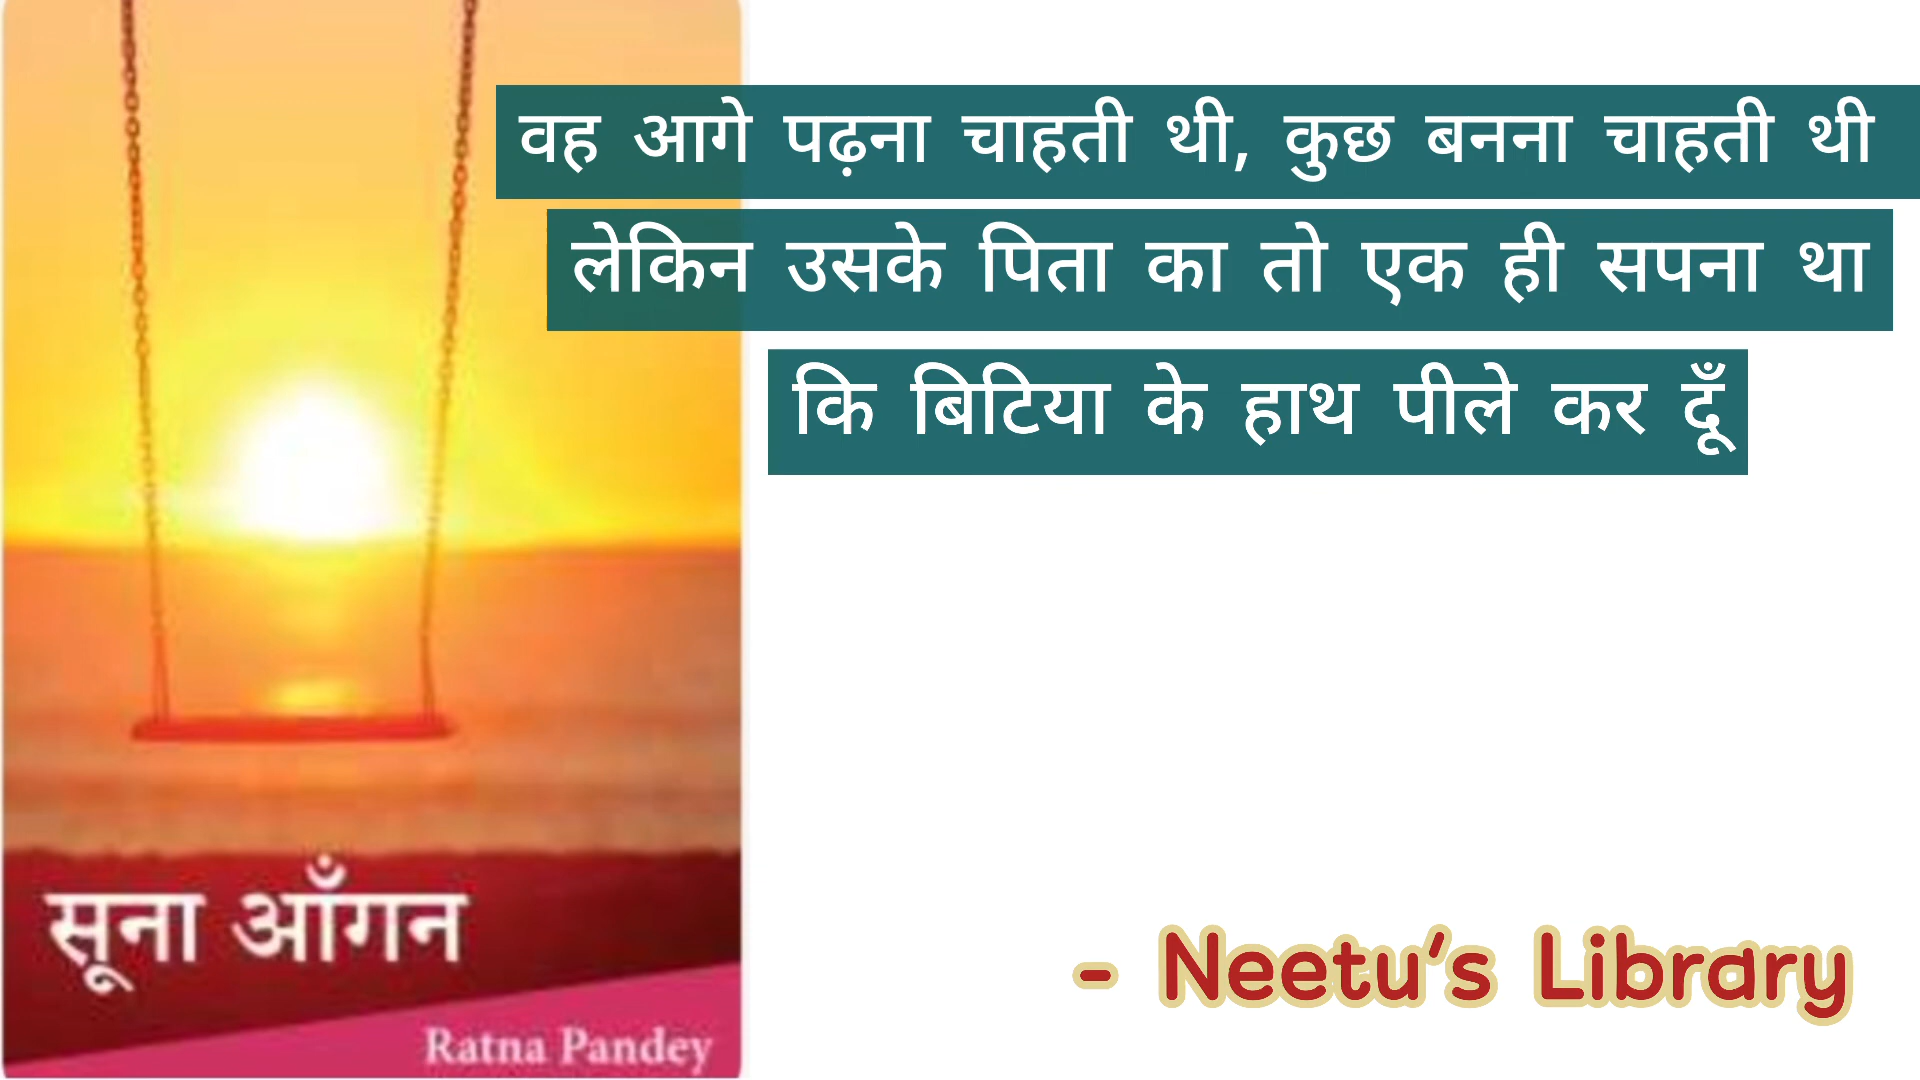 वह आगे पढ़ना चाहती थी, कुछ बनना चाहती थी
लेकिन उसके पिता का तो एक ही सपना था
कि बिटिया के हाथ पीले कर दूँ
सूना आँगन
Ratna Pandey
- Neetu's Library